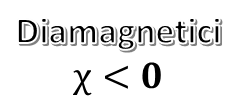 Diamagnetici
χ < 0